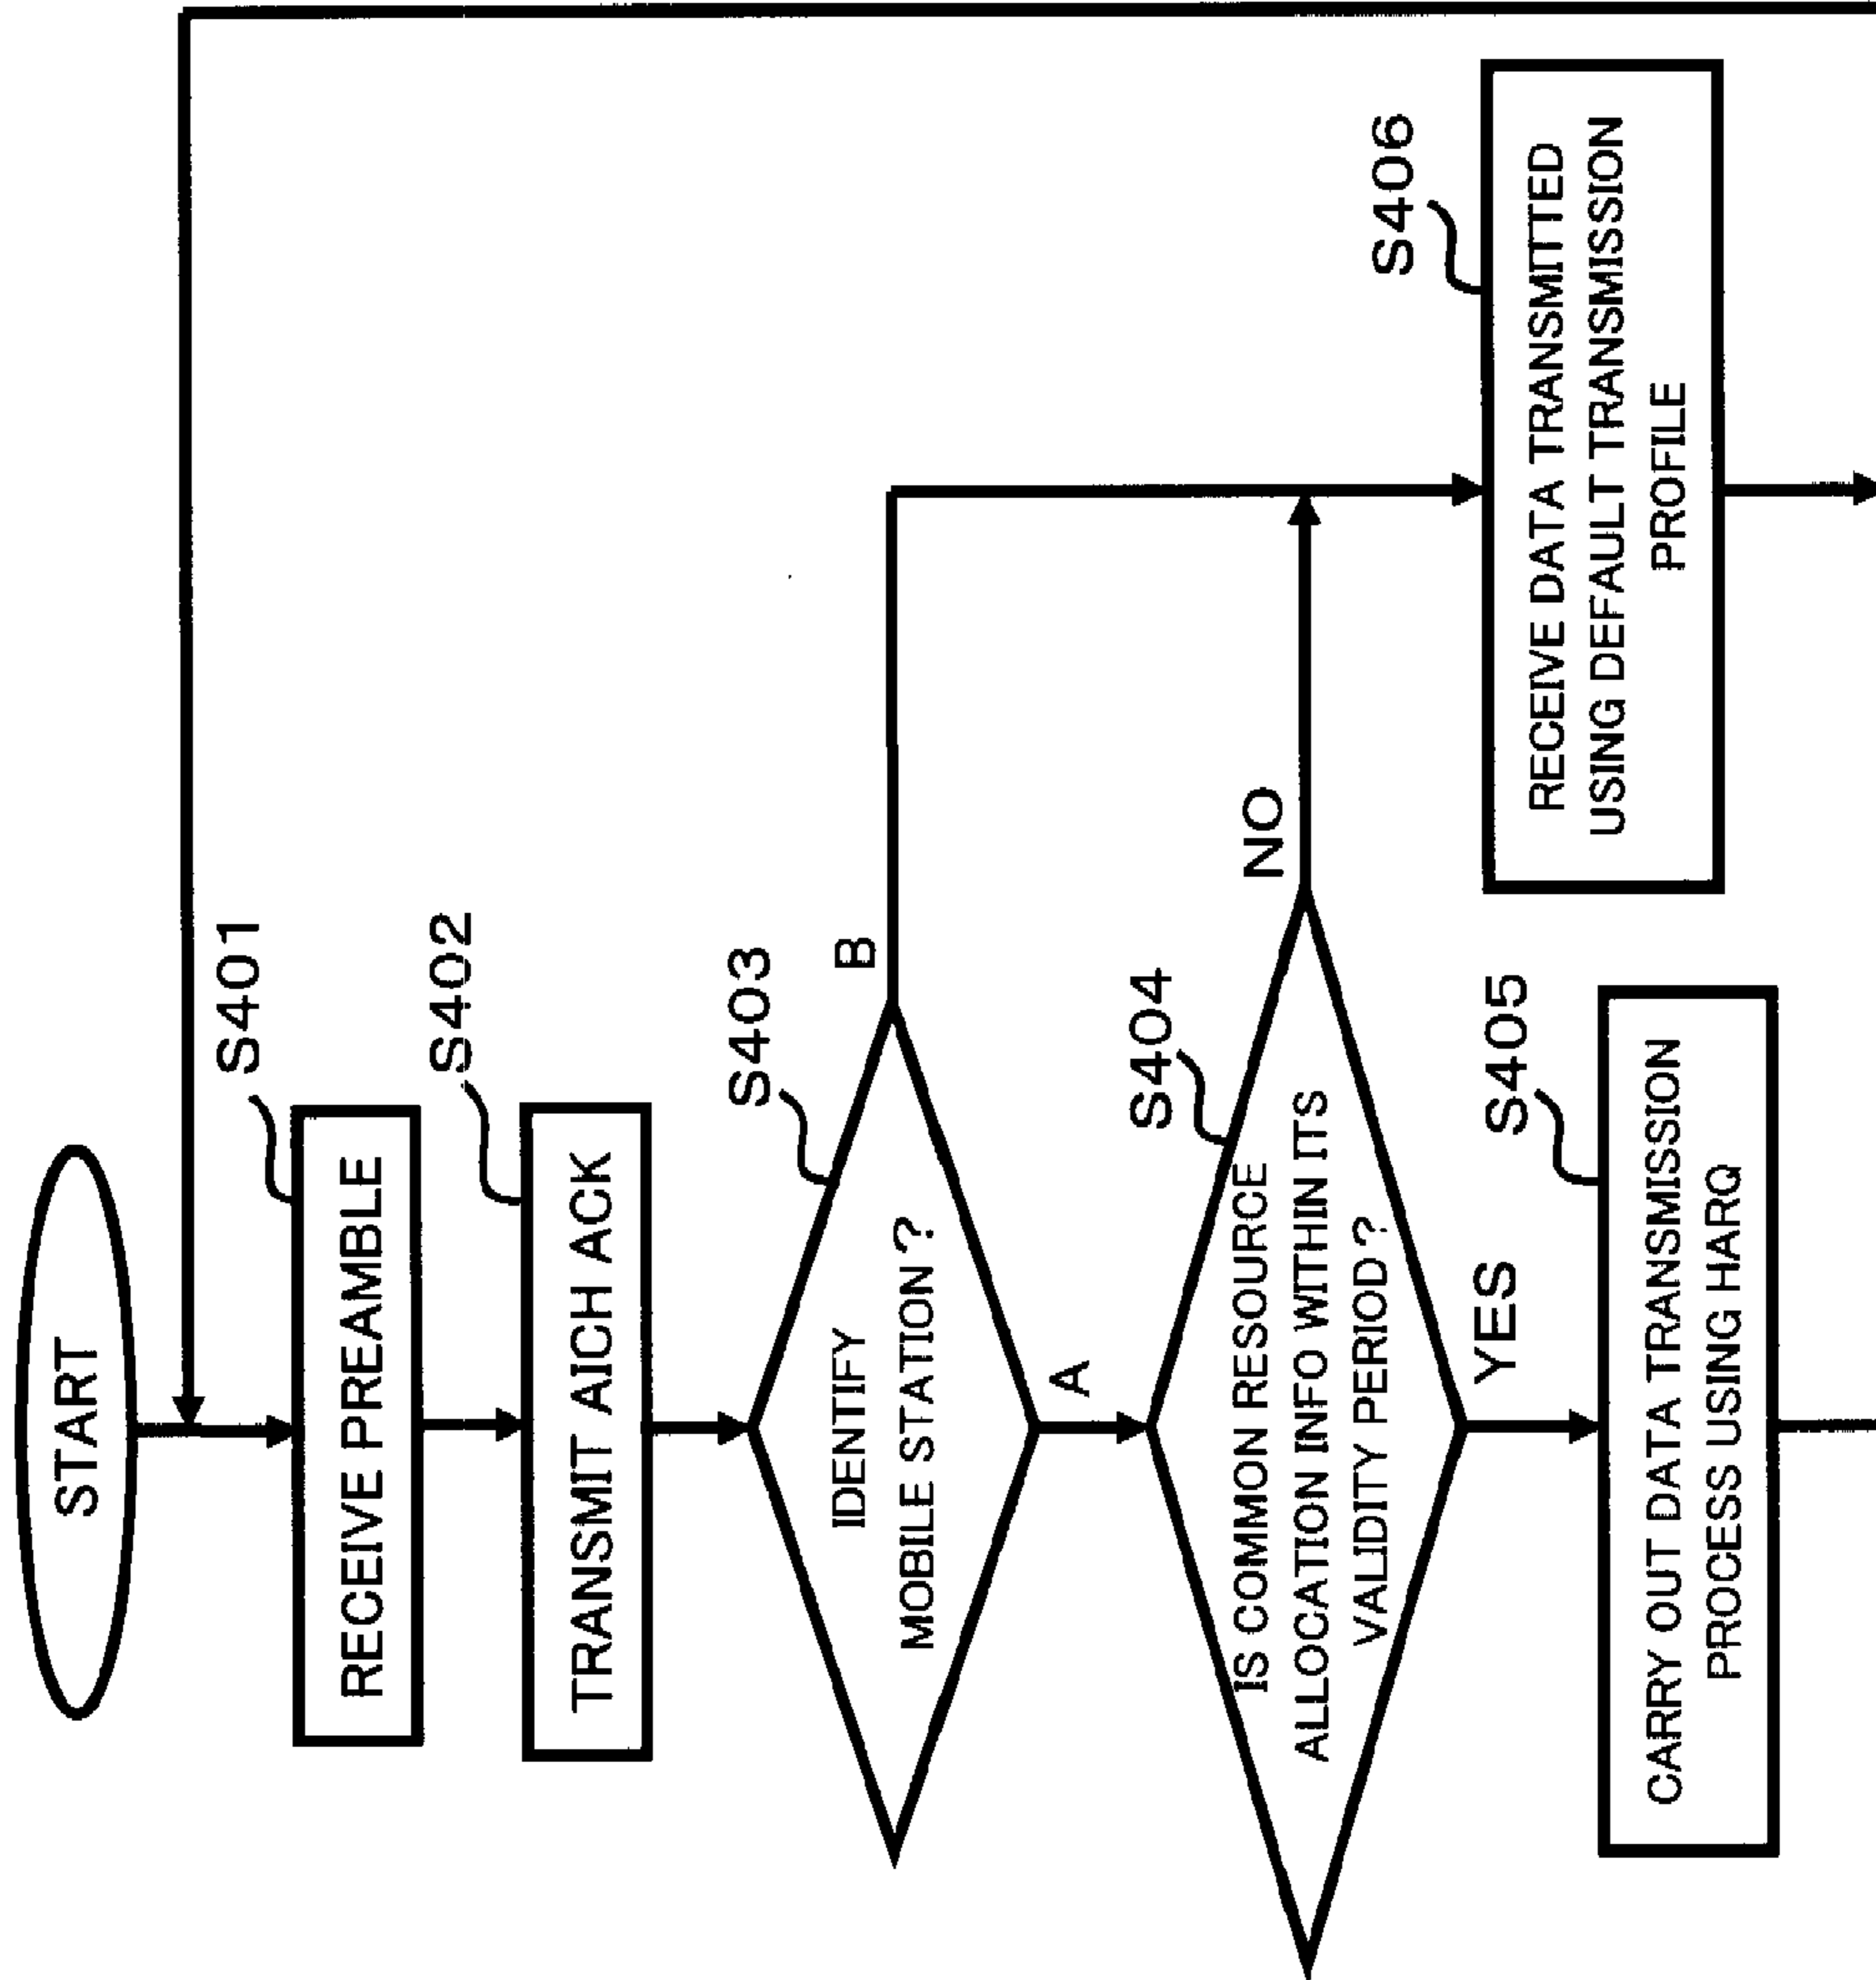 START
S401
RECEIVE PREAMBLE
S402
TRANSMIT AICH ACK
S403
IDENTIFY
MOBILE STATION ?
B
A
S404
IS COMMON RESOURCE
ALLOCATION INFO WITHIN ITS
VALIDITY PERIOD ?
NO
YES
S405
CARRY OUT DATA TRANSMISSION
PROCESS USING HARQ
S406
RECEIVE DATA TRANSMITTED
USING DEFAULT TRANSMISSION
PROFILE